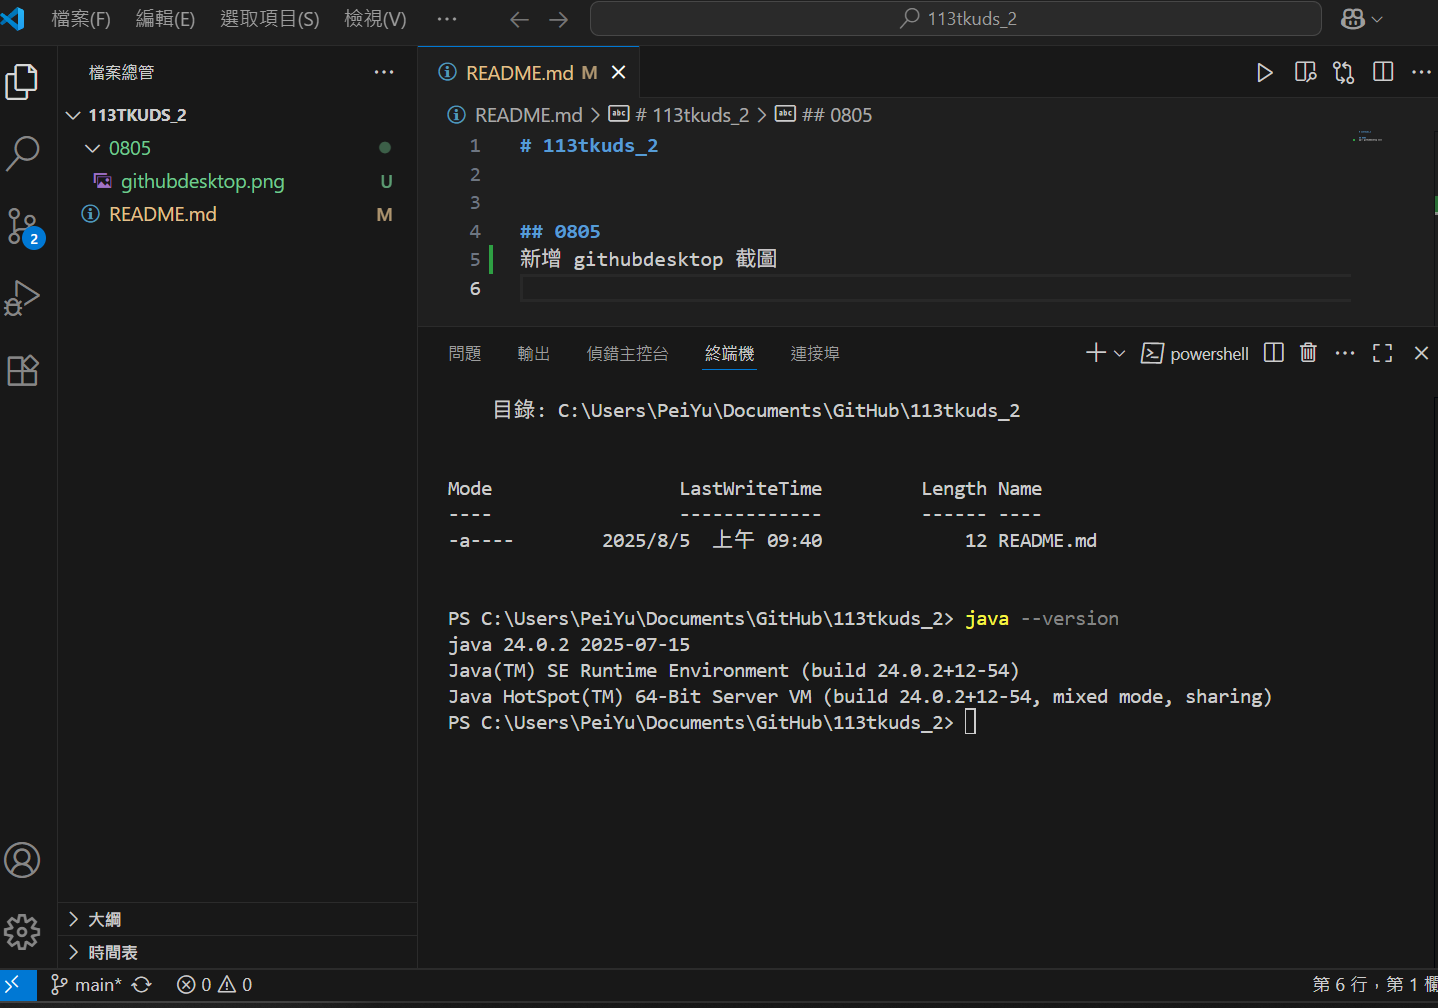 檔案(F) 編輯(E) 選取項目(S) 檢視(V) ··· 113tkuds_2
檔案總管 ···
113TKUDS_2
0805
githubdesktop.png U
README.md M
2
README.md M
README.md > # 113tkuds_2 > ## 0805
1 # 113tkuds_2
2
3
4 ## 0805
5 新增 githubdesktop 截圖
6
問題 輸出 偵錯主控台 終端機 連接埠 powershell
目錄: C:\Users\PeiYu\Documents\GitHub\113tkuds_2
Mode LastWriteTime Length Name
---- ------------- ------ ----
-a---- 2025/8/5 上午 09:40 12 README.md
PS C:\Users\PeiYu\Documents\GitHub\113tkuds_2> java --version
java 24.0.2 2025-07-15
Java(TM) SE Runtime Environment (build 24.0.2+12-54)
Java HotSpot(TM) 64-Bit Server VM (build 24.0.2+12-54, mixed mode, sharing)
PS C:\Users\PeiYu\Documents\GitHub\113tkuds_2>
大綱
時間表
main* 0 0 第 6 行，第 1 欄